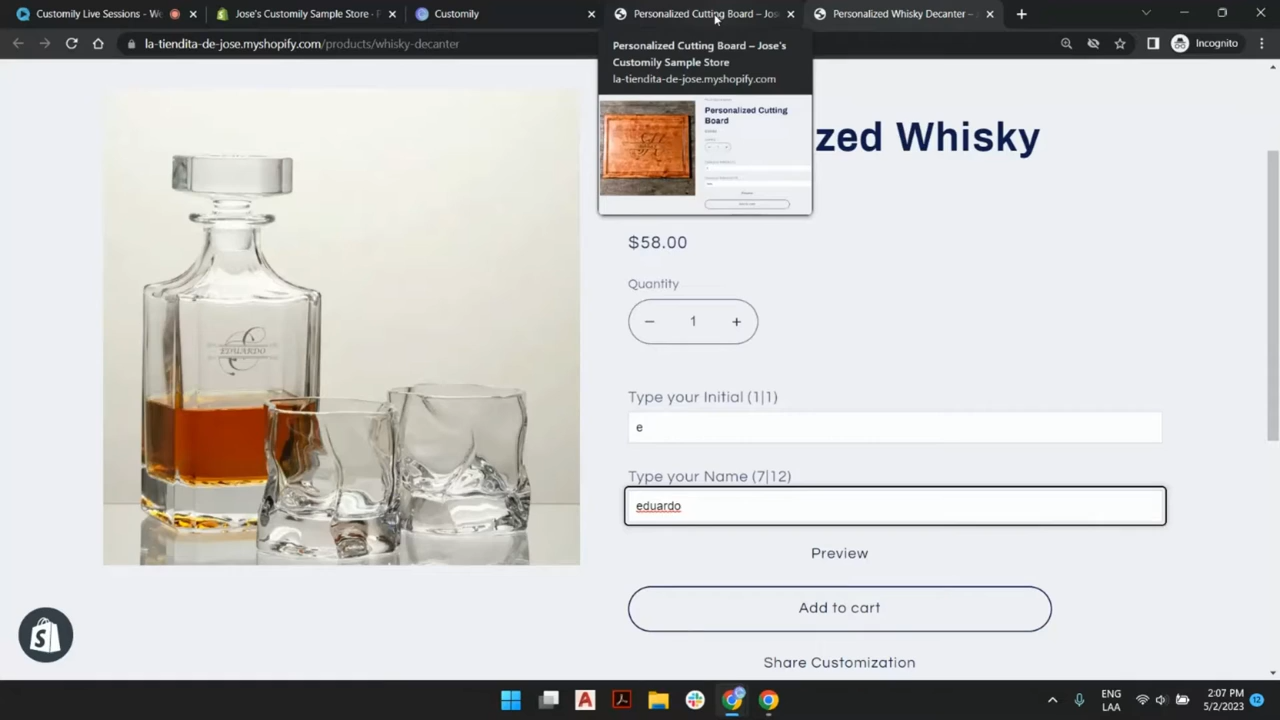 Customily Live Sessions - We
Jose's Customily Sample Store · P
Customily
Personalized Cutting Board – Jos
Personalized Whisky Decanter –
la-tiendita-de-jose.myshopify.com/products/whisky-decanter
Incognito
Personalized Cutting Board – Jose's
Customily Sample Store
la-tiendita-de-jose.myshopify.com
Personalized Cutting
Board
zed Whisky
$58.00
Quantity
1
Type your Initial (1|1)
e
Type your Name (7|12)
eduardo
Preview
Add to cart
Share Customization
EDUARDO
ENG
LAA
2:07 PM
5/2/2023
12